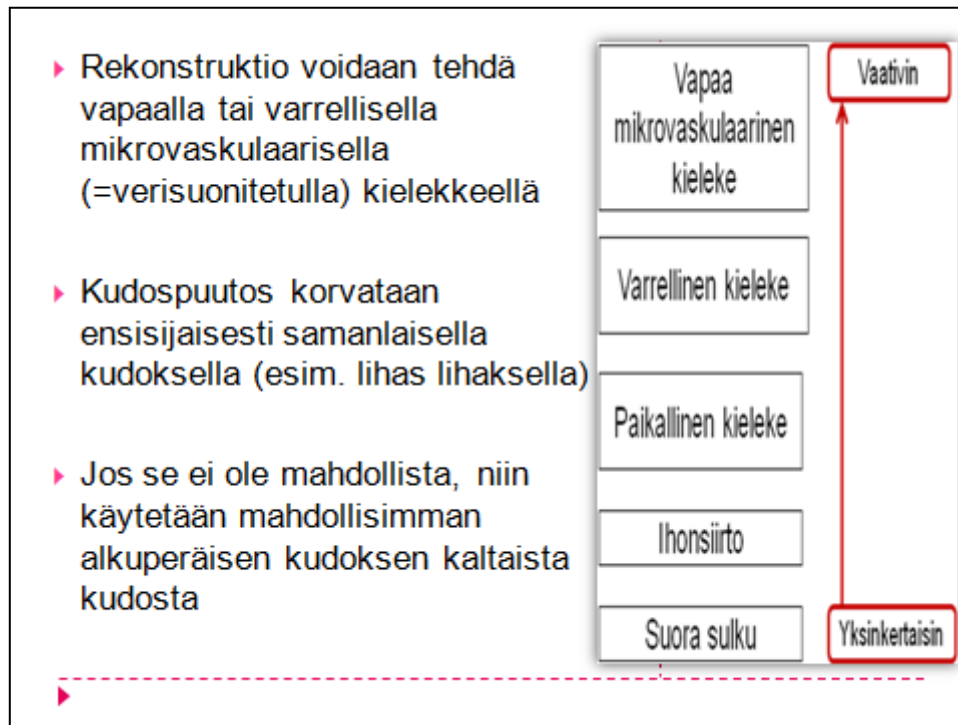 Rekonstruktio voidaan tehdä
vapaalla tai varrellisella
mikrovaskulaarisella
(=verisuonitetulla) kielekkeellä
Kudospuutos korvataan
ensisijaisesti samanlaisella
kudoksella (esim. lihas lihaksella)
Jos se ei ole mahdollista, niin
käytetään mahdollisimman
alkuperäisen kudoksen kaltaista
kudosta
Vapaa
mikrovaskulaarinen
kieleke
Vaativin
Varrellinen kieleke
Paikallinen kieleke
Ihonsiirto
Suora sulku
Yksinkertaisin